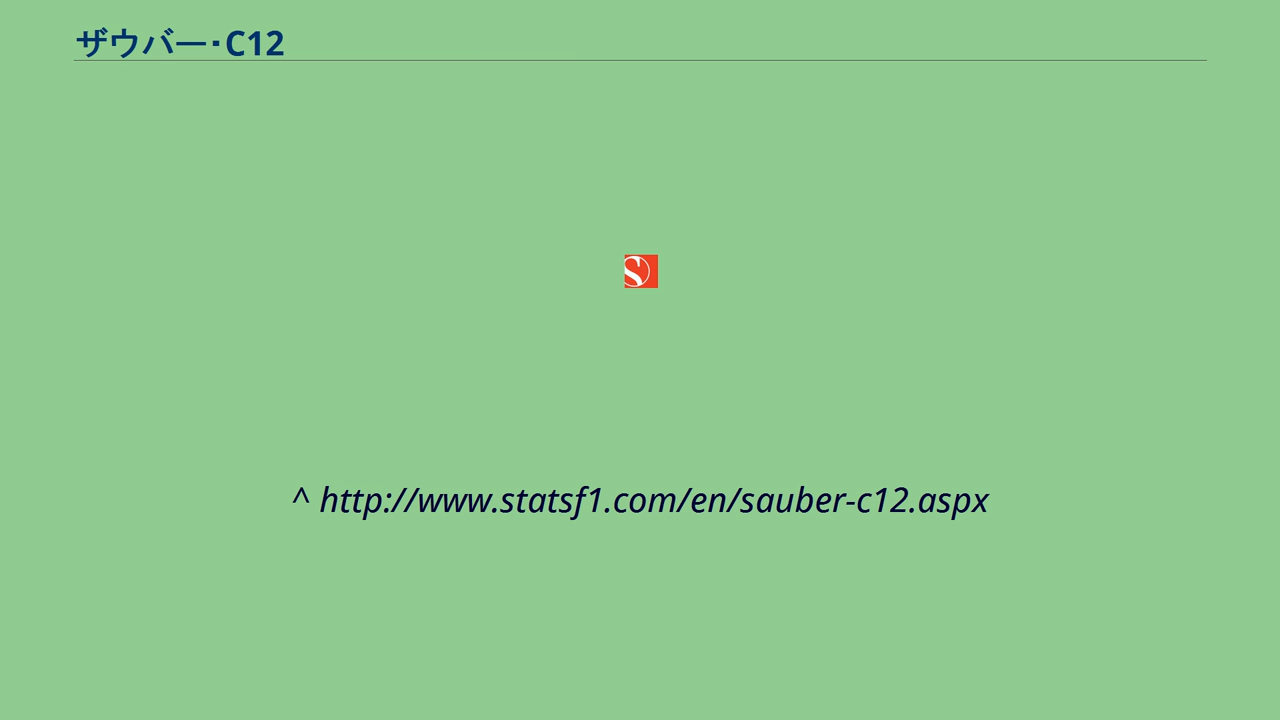 ザウバー・C12
S
^ http://www.statsf1.com/en/sauber-c12.aspx